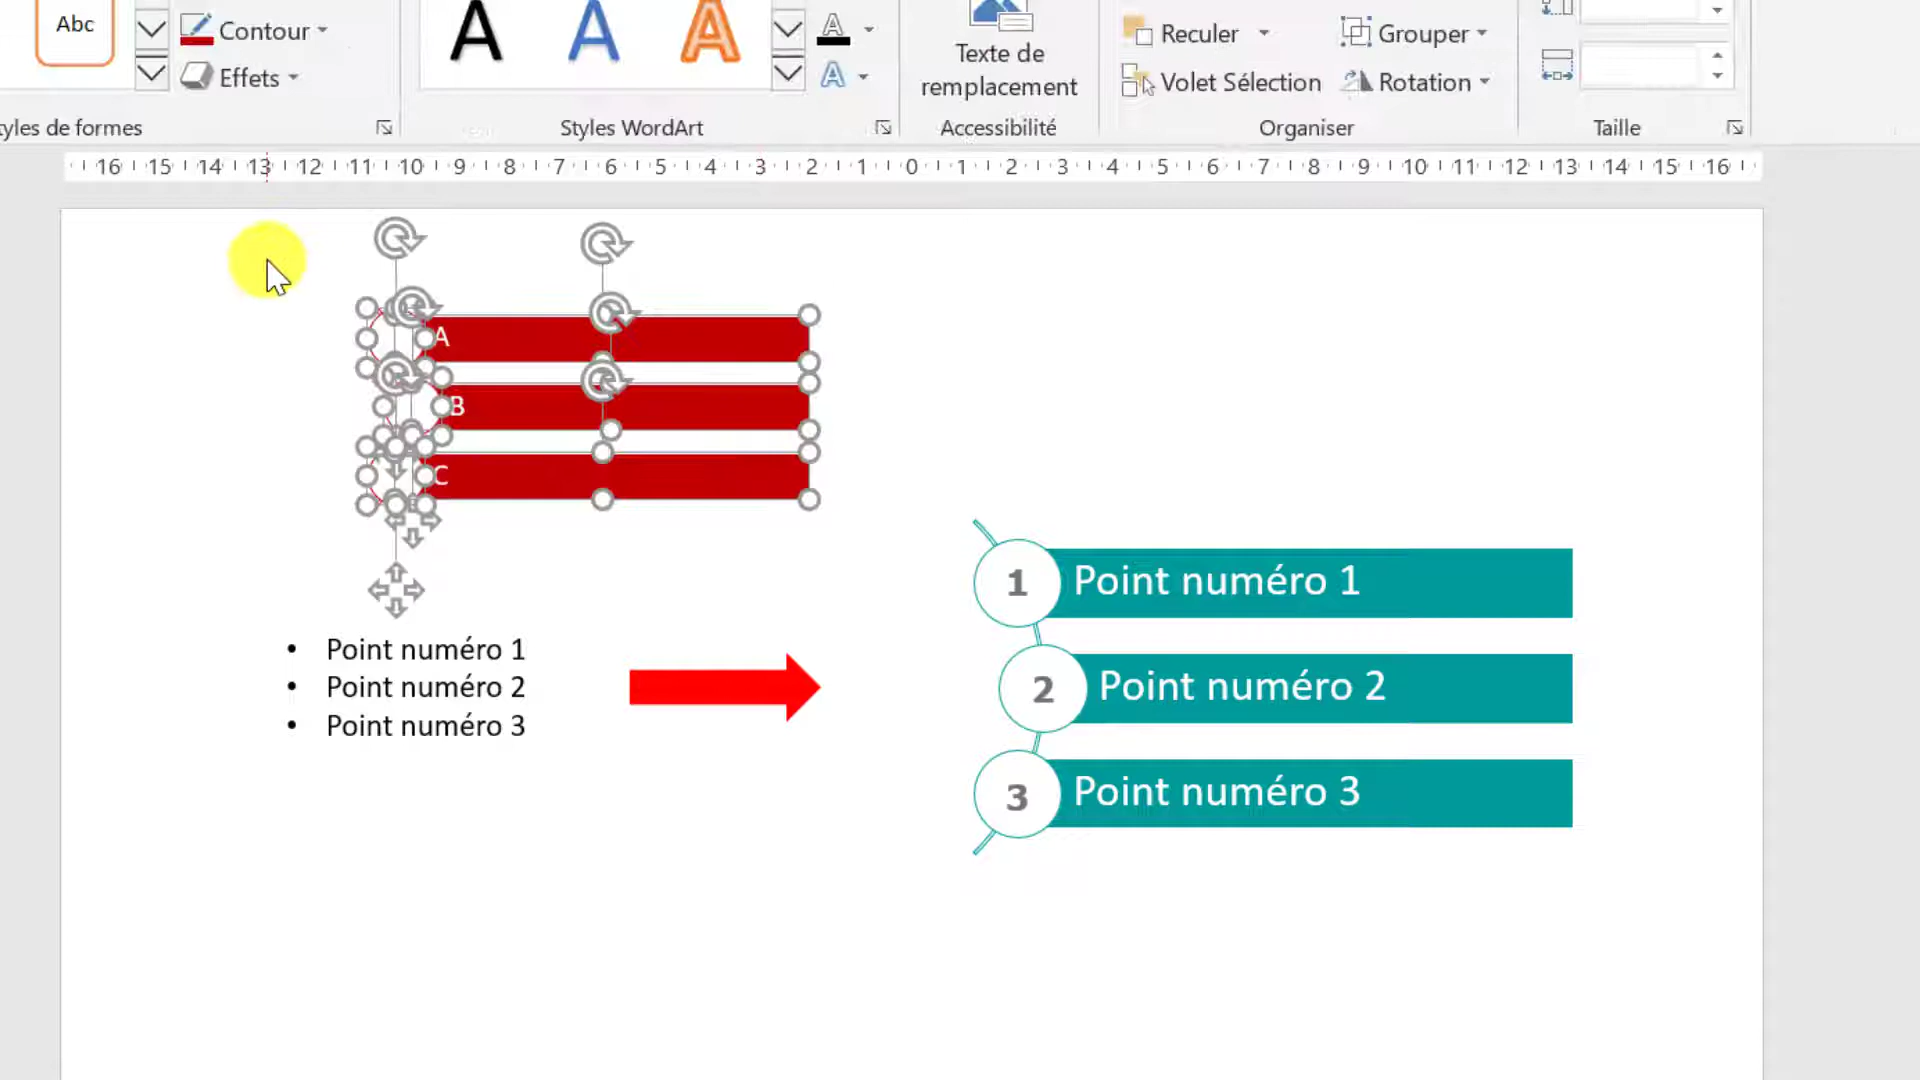 Abc
Contour
Effets
A A A
A
A
Texte de
remplacement
Reculer
Grouper
Volet Sélection
Rotation
tyles de formes
Styles WordArt
Accessibilité
Organiser
Taille
16 15 14 13 12 11 10 9 8 7 6 5 4 3 2 1 0 1 2 3 4 5 6 7 8 9 10 11 12 13 14 15 16
A
B
C
• Point numéro 1
• Point numéro 2
• Point numéro 3
1 Point numéro 1
2 Point numéro 2
3 Point numéro 3